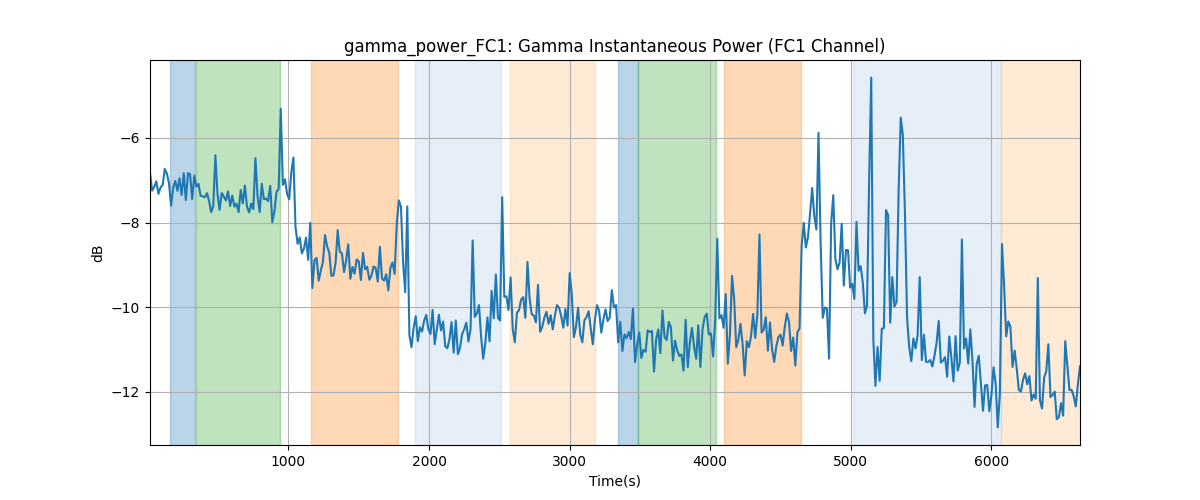 gamma_power_FC1: Gamma Instantaneous Power (FC1 Channel)
dB
−6
−8
−10
−12
1000 2000 3000 4000 5000 6000
Time(s)